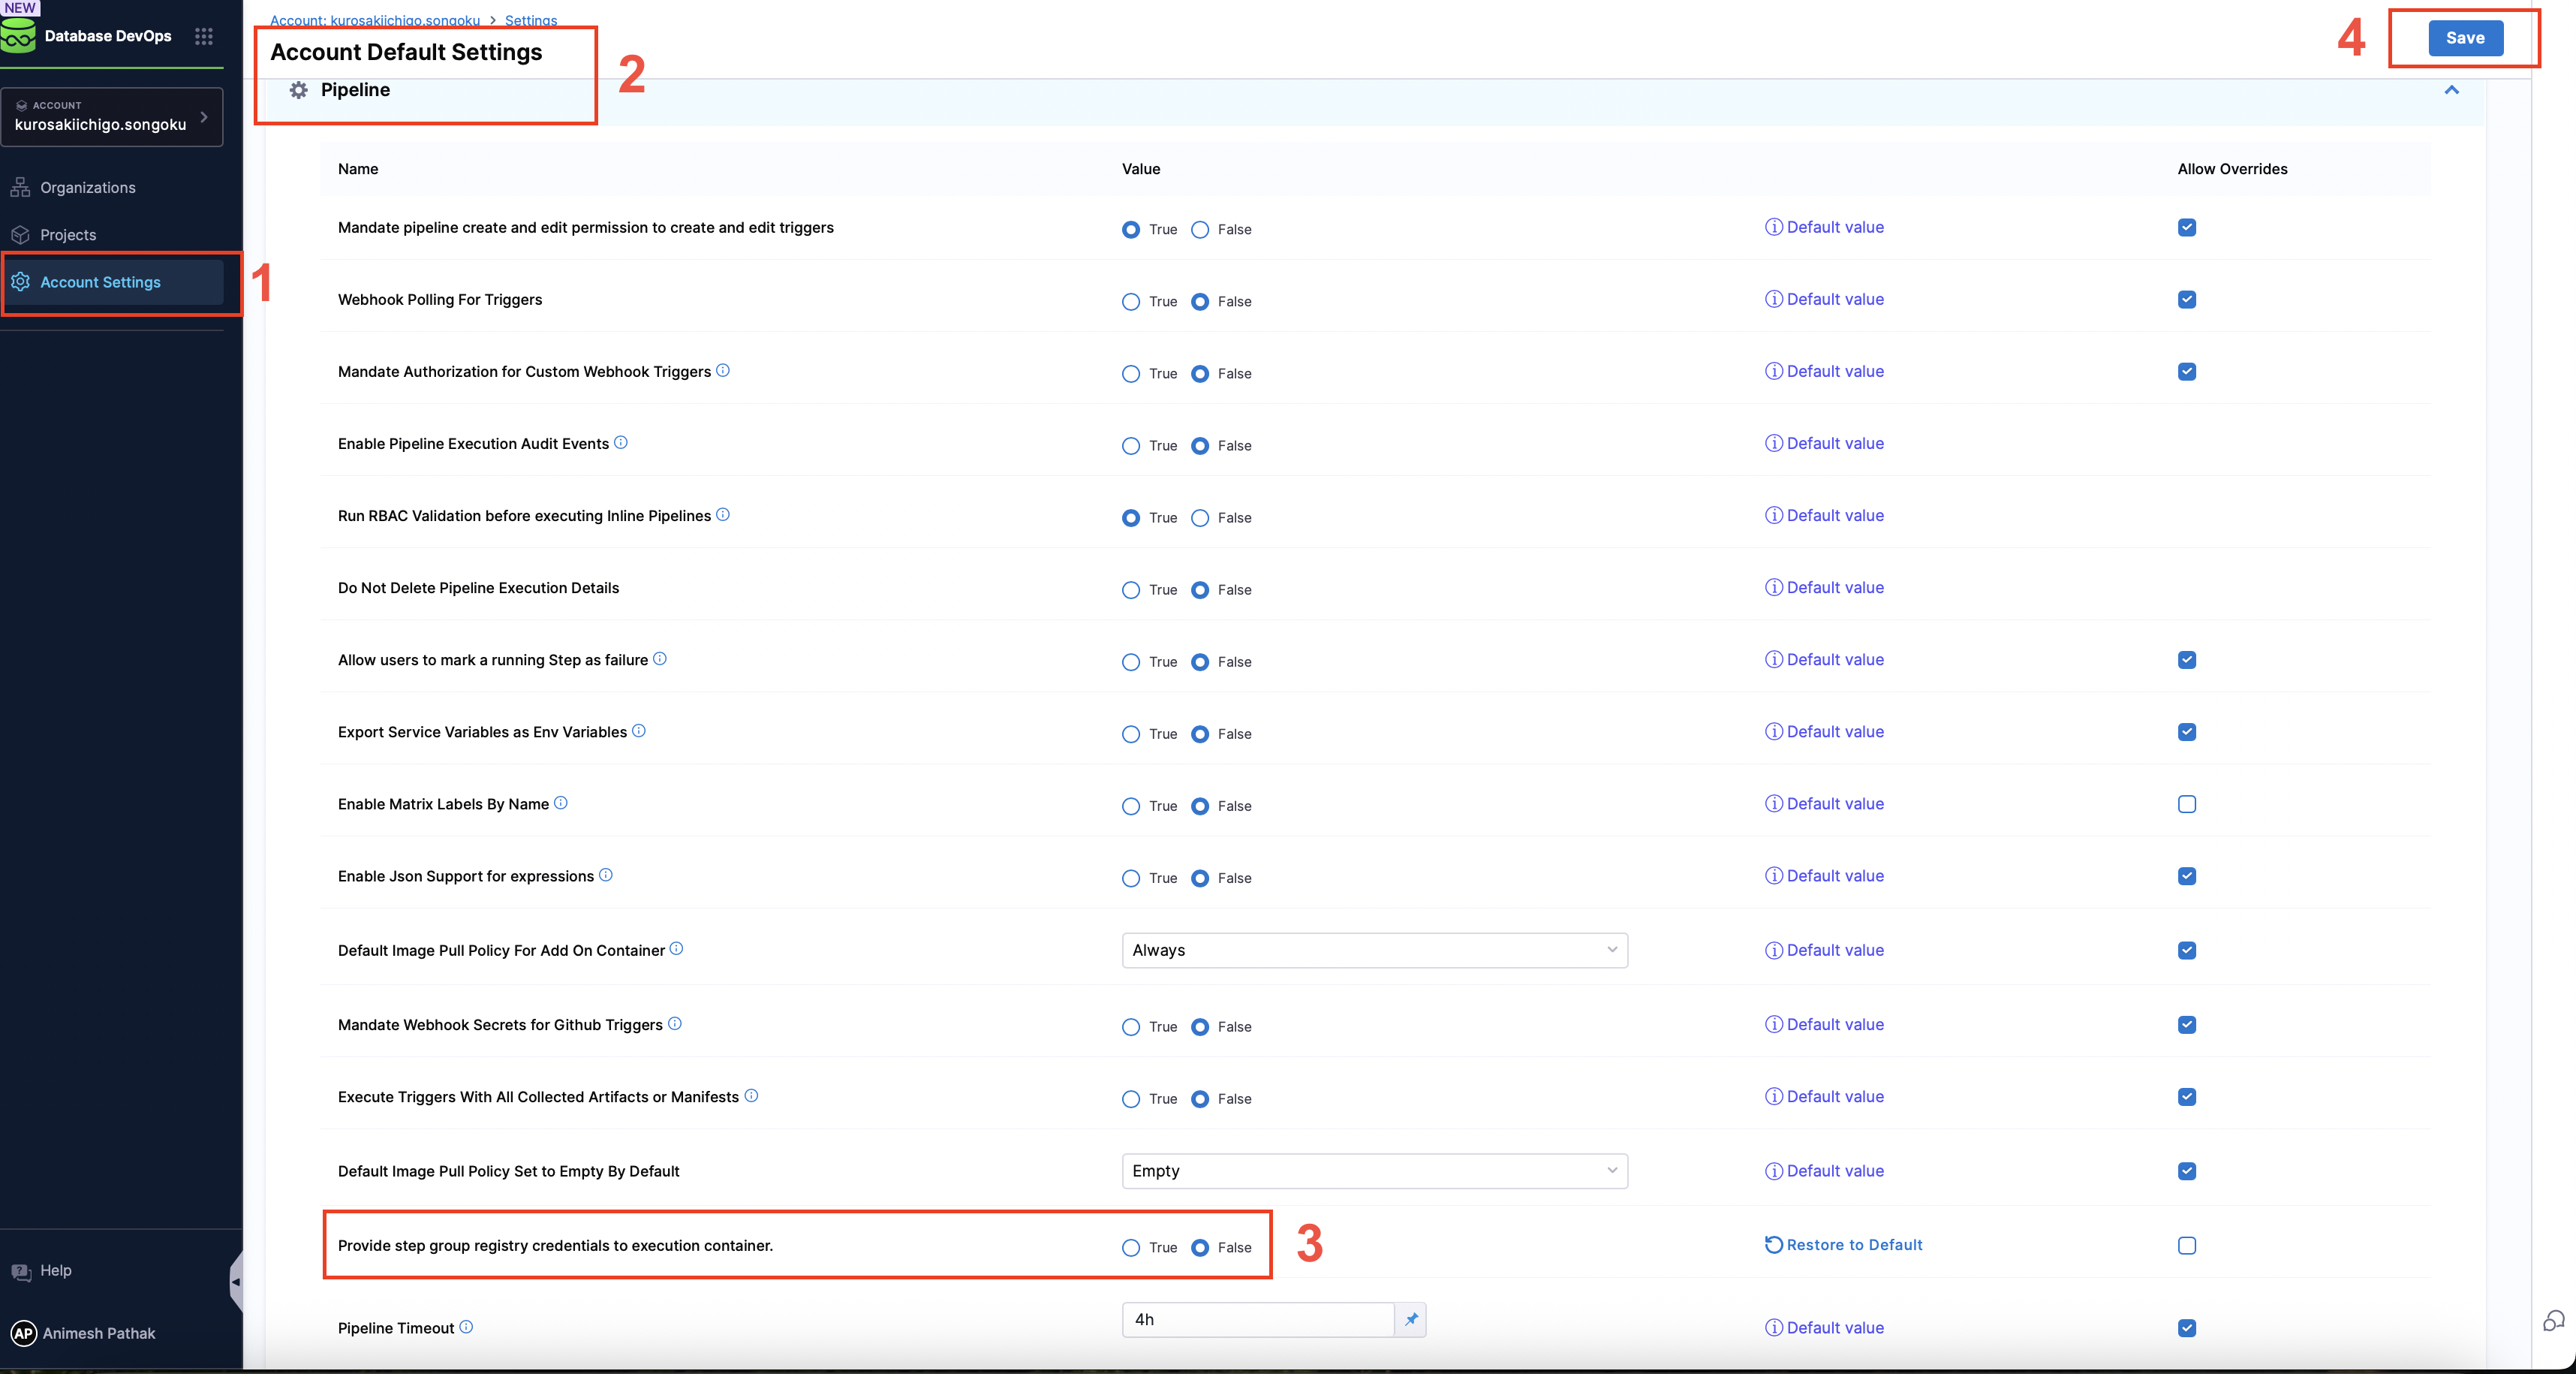 NEW
Database DevOps
ACCOUNT
kurosakiichigo.songoku
Organizations
Projects
Account Settings
1
Help
AP Animesh Pathak
Account: kurosakiichigo.songoku > Settings
Account Default Settings
2
4
Save
Pipeline
Name Value Allow Overrides
Mandate pipeline create and edit permission to create and edit triggers True False Default value
Webhook Polling For Triggers True False Default value
Mandate Authorization for Custom Webhook Triggers True False Default value
Enable Pipeline Execution Audit Events True False Default value
Run RBAC Validation before executing Inline Pipelines True False Default value
Do Not Delete Pipeline Execution Details True False Default value
Allow users to mark a running Step as failure True False Default value
Export Service Variables as Env Variables True False Default value
Enable Matrix Labels By Name True False Default value
Enable Json Support for expressions True False Default value
Default Image Pull Policy For Add On Container Always Default value
Mandate Webhook Secrets for Github Triggers True False Default value
Execute Triggers With All Collected Artifacts or Manifests True False Default value
Default Image Pull Policy Set to Empty By Default Empty Default value
Provide step group registry credentials to execution container. True False 3 Restore to Default
Pipeline Timeout 4h Default value